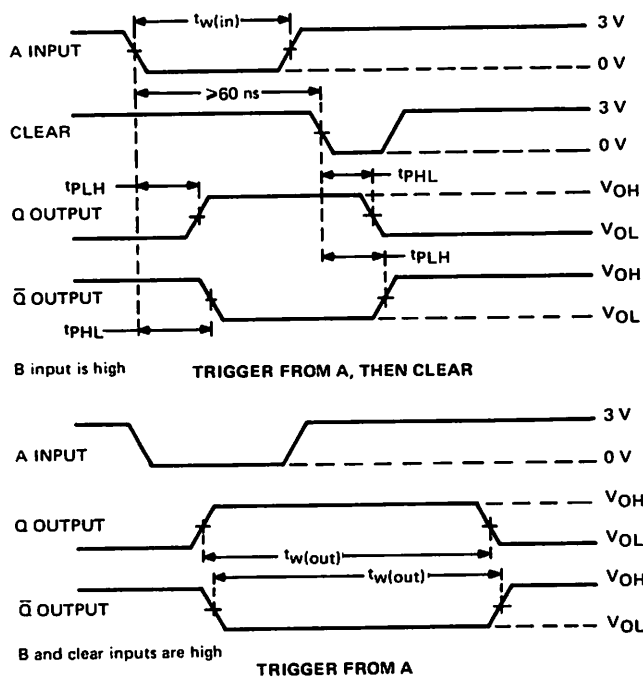 tw(in)
3 V
A INPUT
0 V
≥60 ns
3 V
CLEAR
0 V
tPLH
tPHL
VOH
Q OUTPUT
VOL
tPLH
VOH
Q̅ OUTPUT
VOL
tPHL
B input is high
TRIGGER FROM A, THEN CLEAR
3 V
A INPUT
0 V
VOH
Q OUTPUT
VOL
tw(out)
tw(out)
VOH
Q̅ OUTPUT
VOL
B and clear inputs are high
TRIGGER FROM A